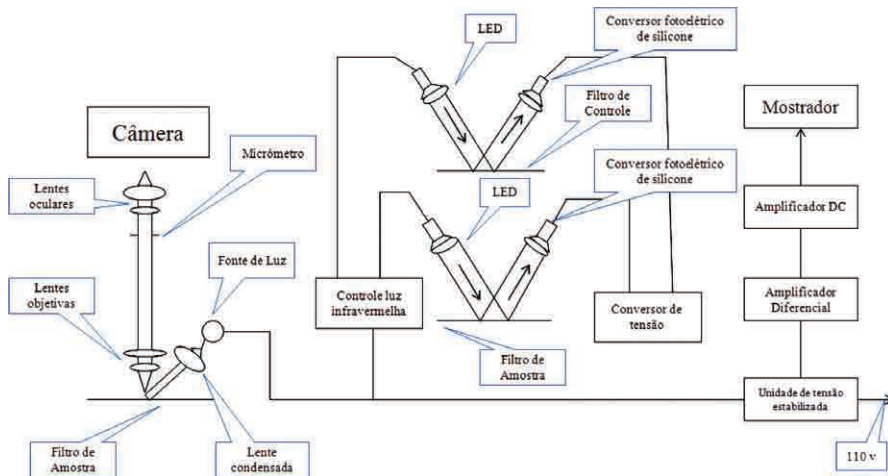 LED
Conversor fotoelétrico
de silicone
Câmera
Micrômetro
Filtro de
Controle
Mostrador
Lentes
oculares
LED
Conversor fotoelétrico
de silicone
Amplificador DC
Fonte de Luz
Lentes
objetivas
Controle luz
infravermelha
Conversor de
tensão
Amplificador
Diferencial
Filtro de
Amostra
Unidade de tensão
estabilizada
Filtro de
Amostra
Lente
condensada
110 v